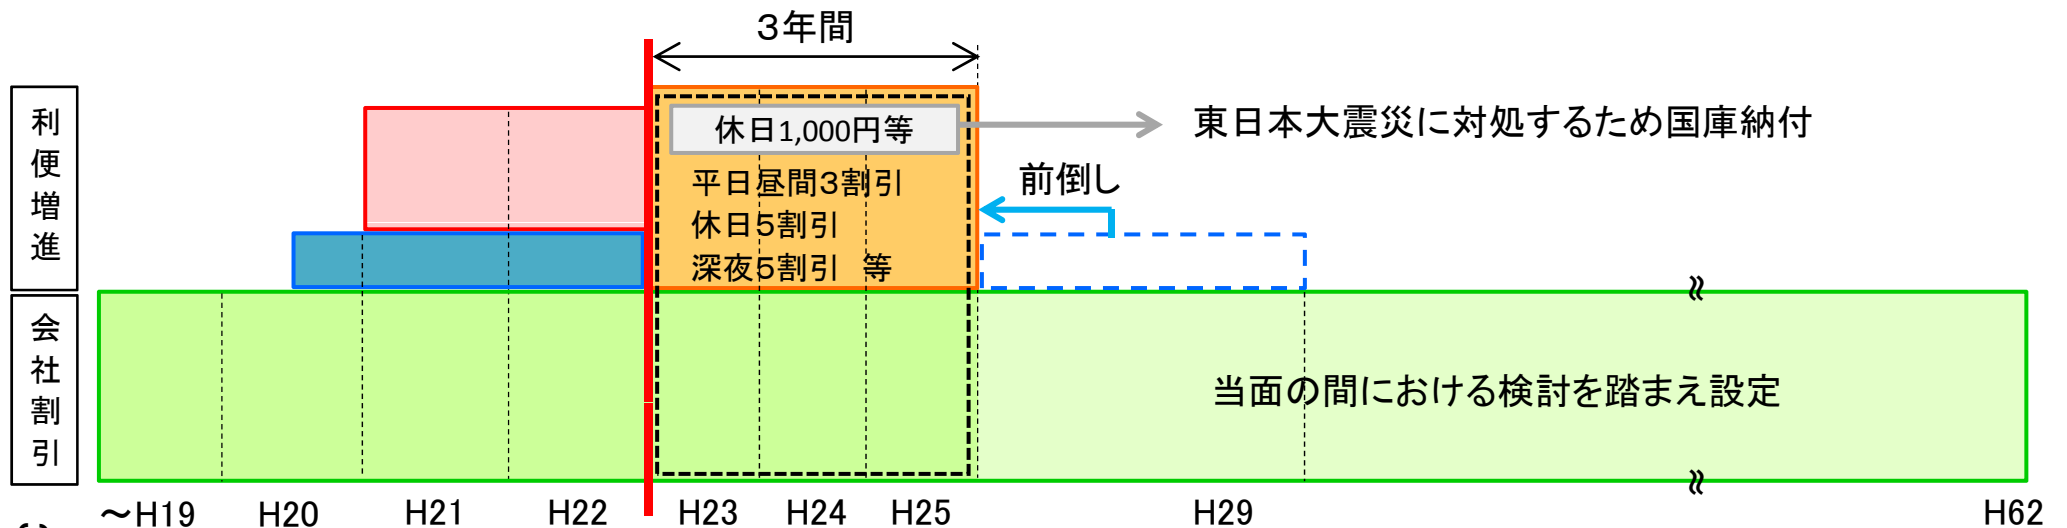 3年間
利便増進
休日1,000円等
東日本大震災に対処するため国庫納付
平日昼間3割引
休日5割引
深夜5割引 等
前倒し
会社割引
当面の間における検討を踏まえ設定
～H19 H20 H21 H22 H23 H24 H25 H29 H62